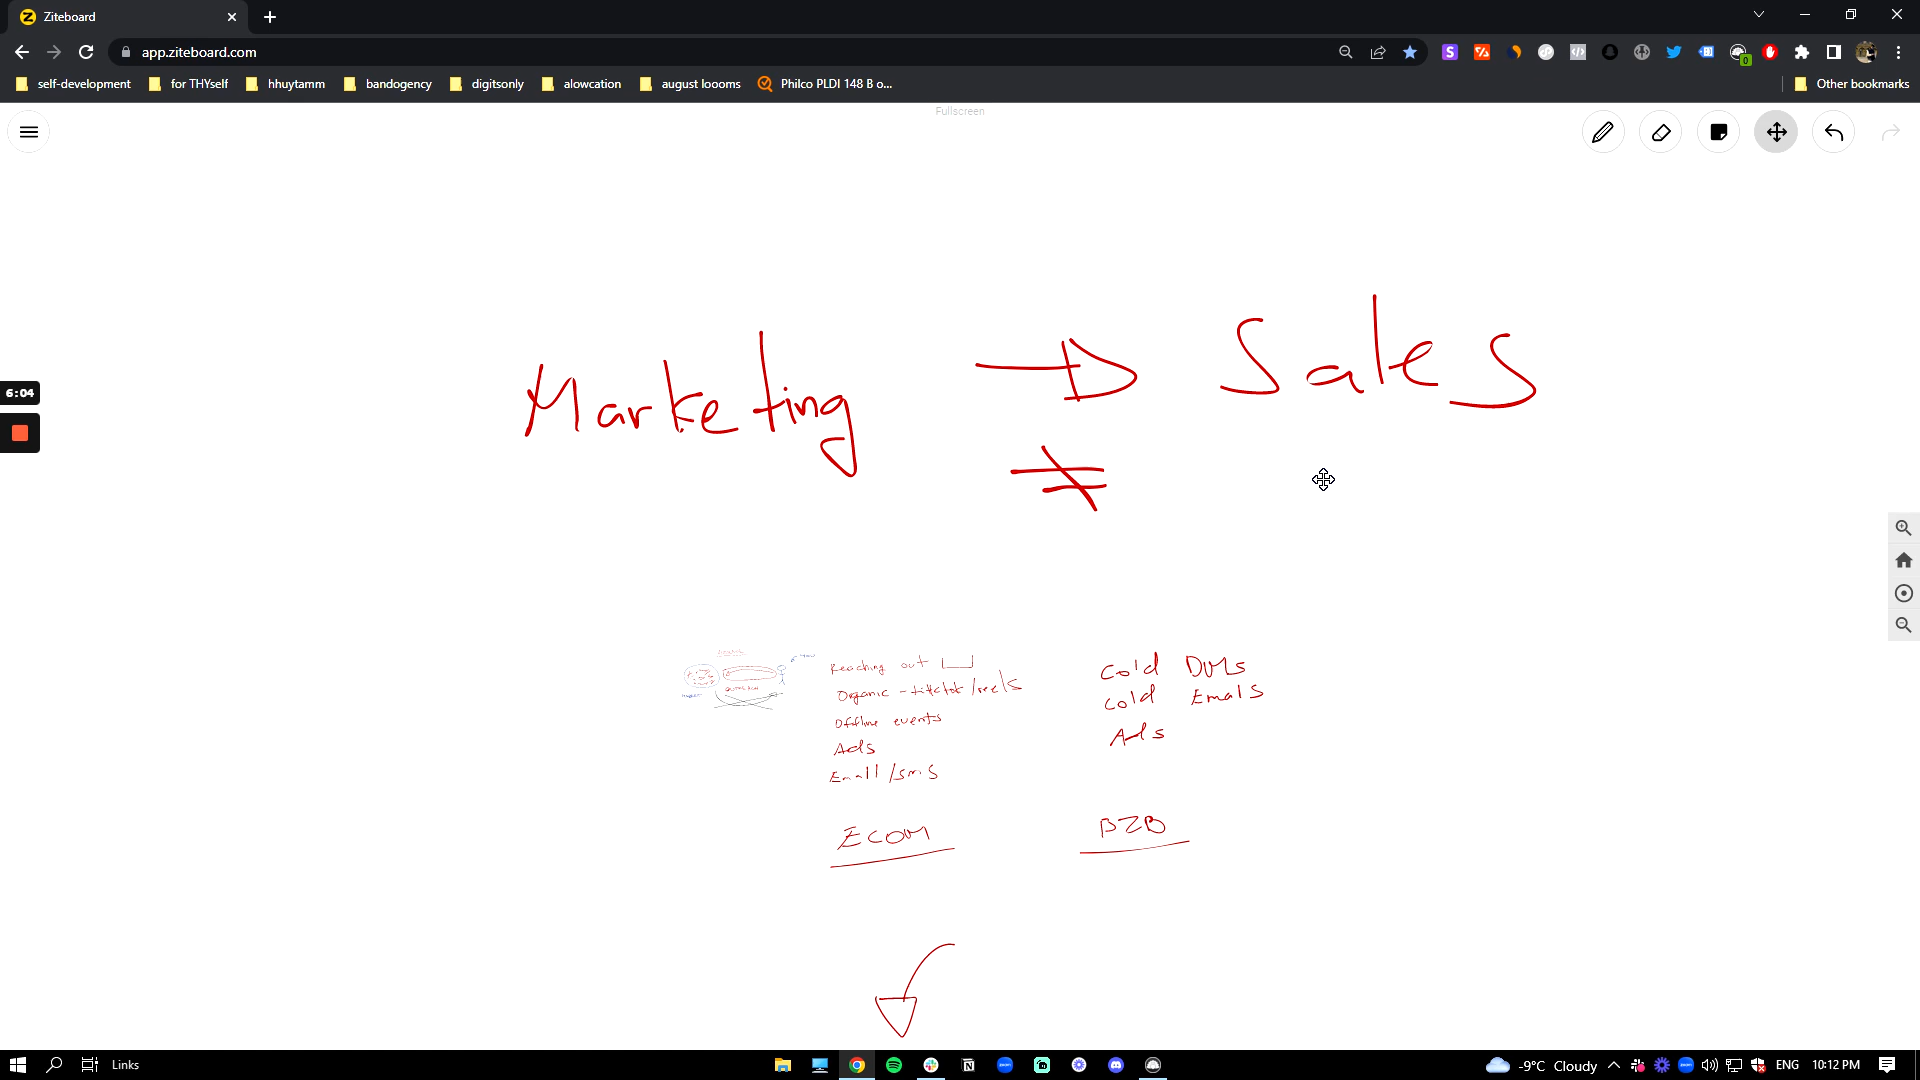 Ziteboard
app.ziteboard.com
self-development for THYself hhuytamm bandogency digitsonly alowcation august loooms Philco PLDI 148 B o... Other bookmarks
Fullscreen
Marketing → Sales
≠
6:04
Reaching out
Organic - tiktok/reels
Offline events
Ads
Email/sms
ECOM
Cold DMs
Cold Emails
Ads
B2B
0
Links
-9°C Cloudy ENG 10:12 PM